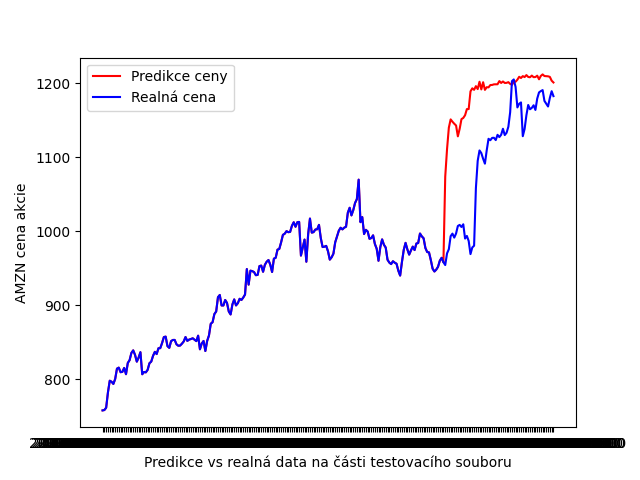 Predikce ceny
Realná cena
1200
1100
1000
900
800
AMZN cena akcie
Predikce vs realná data na části testovacího souboru